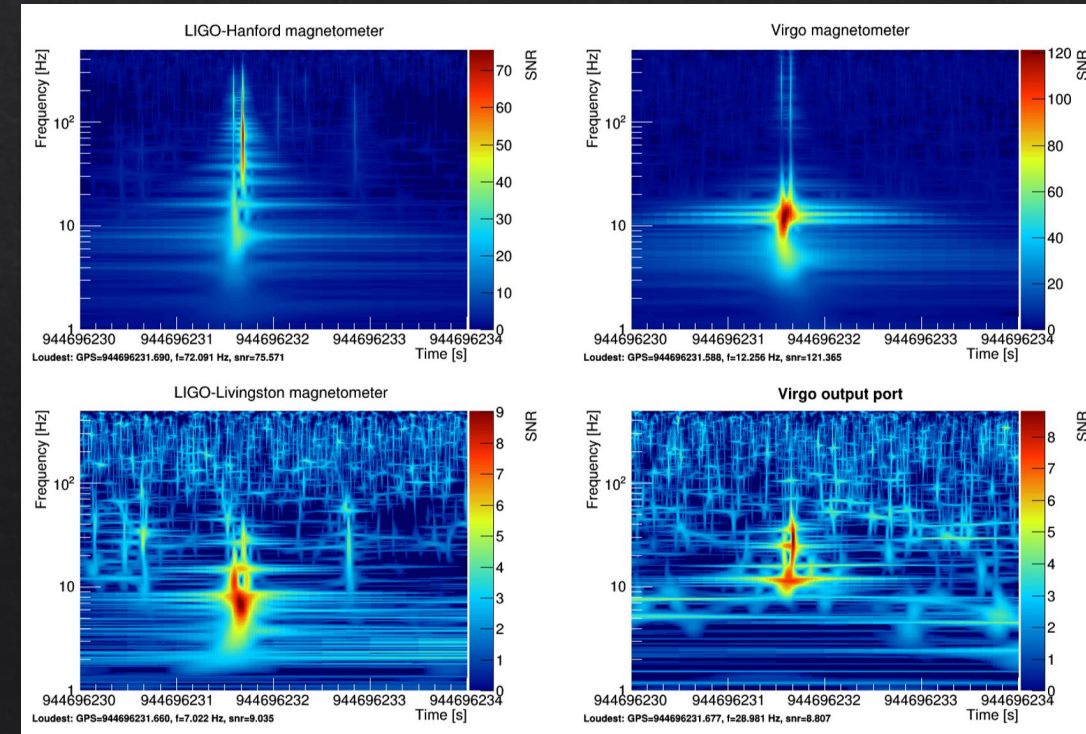 LIGO-Hanford magnetometer
Frequency [Hz]
10²
10
1
944696230 944696231 944696232 944696233 944696234
Time [s]
Loudest: GPS=944696231.690, f=72.091 Hz, snr=75.571
SNR
70
60
50
40
30
20
10
0
Virgo magnetometer
Frequency [Hz]
10²
10
1
944696230 944696231 944696232 944696233 944696234
Time [s]
Loudest: GPS=944696231.588, f=12.256 Hz, snr=121.365
SNR
120
100
80
60
40
20
0
LIGO-Livingston magnetometer
Frequency [Hz]
10²
10
1
944696230 944696231 944696232 944696233 944696234
Time [s]
Loudest: GPS=944696231.660, f=7.022 Hz, snr=9.035
SNR
9
8
7
6
5
4
3
2
1
0
Virgo output port
Frequency [Hz]
10²
10
1
944696230 944696231 944696232 944696233 944696234
Time [s]
Loudest: GPS=944696231.677, f=28.981 Hz, snr=8.807
SNR
8
7
6
5
4
3
2
1
0